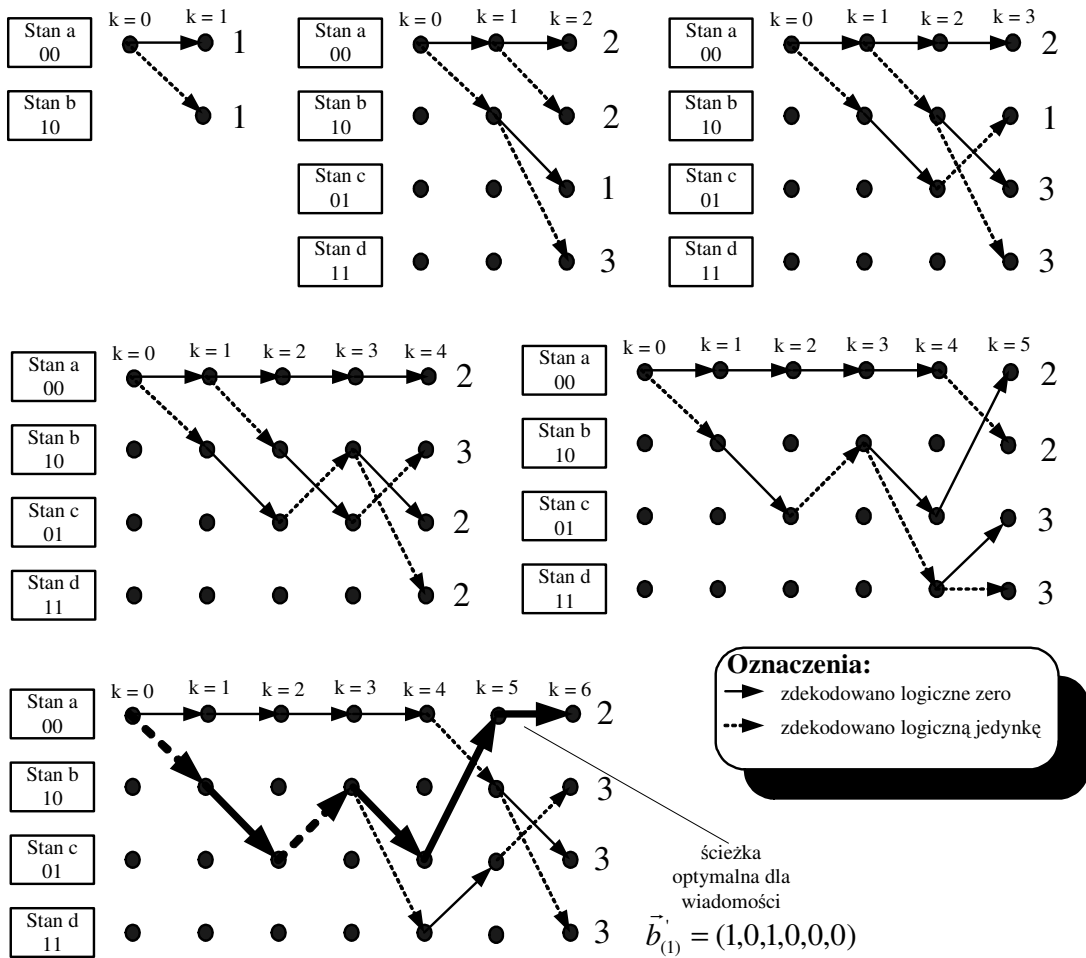 k = 0 k = 1
Stan a
00
1
Stan b
10
1
k = 0 k = 1 k = 2
Stan a
00
2
Stan b
10
2
Stan c
01
1
Stan d
11
3
k = 0 k = 1 k = 2 k = 3
Stan a
00
2
Stan b
10
1
Stan c
01
3
Stan d
11
3
k = 0 k = 1 k = 2 k = 3 k = 4
Stan a
00
2
Stan b
10
3
Stan c
01
2
Stan d
11
2
k = 0 k = 1 k = 2 k = 3 k = 4 k = 5
Stan a
00
2
Stan b
10
2
Stan c
01
3
Stan d
11
3
Oznaczenia:
zdekodowano logiczne zero
zdekodowano logiczną jedynkę
k = 0 k = 1 k = 2 k = 3 k = 4 k = 5 k = 6
Stan a
00
2
Stan b
10
3
Stan c
01
3
Stan d
11
3
ścieżka
optymalna dla
wiadomości
b⃗'(1) = (1,0,1,0,0,0)